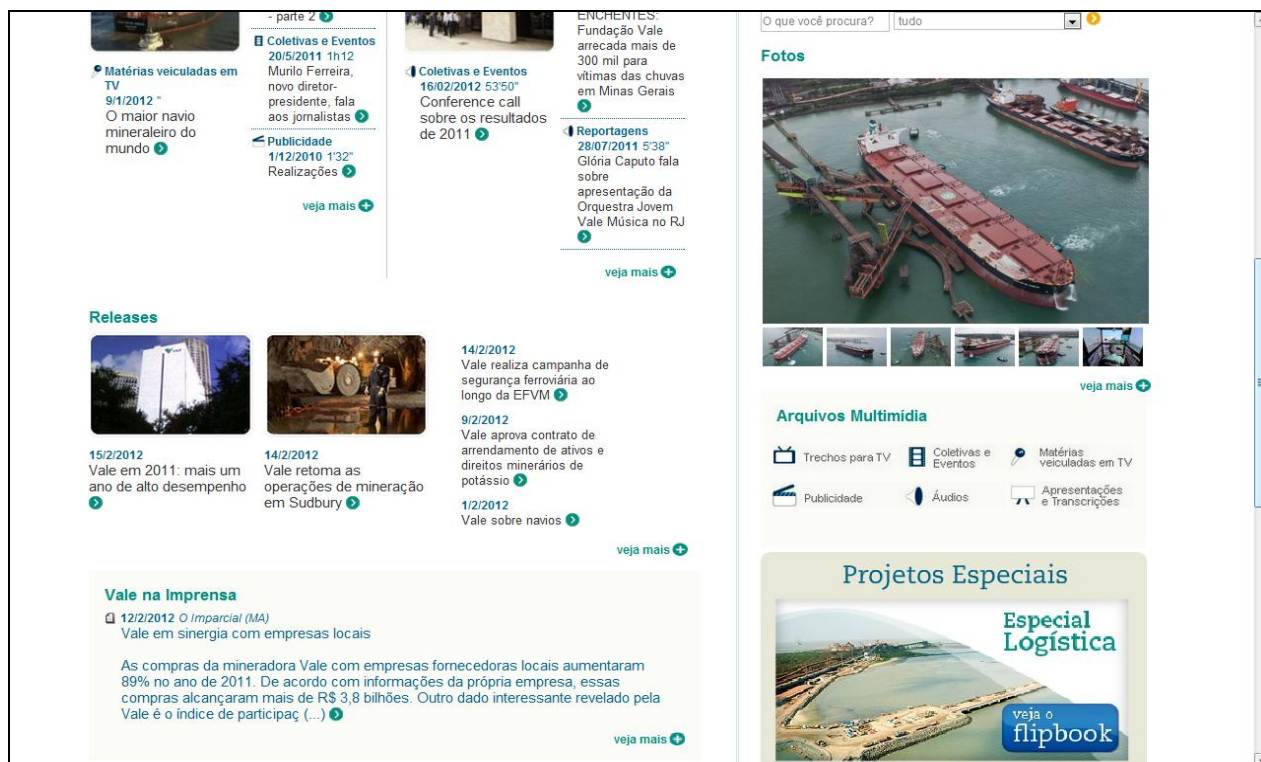 - parte 2
Coletivas e Eventos
20/5/2011 1h12
Murilo Ferreira,
novo diretor-
presidente, fala
aos jornalistas
Publicidade
1/12/2010 1'32"
Realizações
veja mais
Matérias veiculadas em
TV
9/1/2012 "
O maior navio
mineraleiro do
mundo
Coletivas e Eventos
16/02/2012 53'50"
Conference call
sobre os resultados
de 2011
ENCHENTES:
Fundação Vale
arrecada mais de
300 mil para
vítimas das chuvas
em Minas Gerais
Reportagens
28/07/2011 5'38"
Glória Caputo fala
sobre
apresentação da
Orquestra Jovem
Vale Música no RJ
veja mais
Releases
15/2/2012
Vale em 2011: mais um
ano de alto desempenho
14/2/2012
Vale retoma as
operações de mineração
em Sudbury
14/2/2012
Vale realiza campanha de
segurança ferroviária ao
longo da EFVM
9/2/2012
Vale aprova contrato de
arrendamento de ativos e
direitos minerários de
potássio
1/2/2012
Vale sobre navios
veja mais
Vale na Imprensa
12/2/2012 O Imparcial (MA)
Vale em sinergia com empresas locais
As compras da mineradora Vale com empresas fornecedoras locais aumentaram
89% no ano de 2011. De acordo com informações da própria empresa, essas
compras alcançaram mais de R$ 3,8 bilhões. Outro dado interessante revelado pela
Vale é o índice de participaç (...)
veja mais
O que você procura? tudo
Fotos
veja mais
Arquivos Multimídia
Trechos para TV
Coletivas e
Eventos
Matérias
veiculadas em TV
Publicidade
Áudios
Apresentações
e Transcrições
Projetos Especiais
Especial
Logística
veja o
flipbook